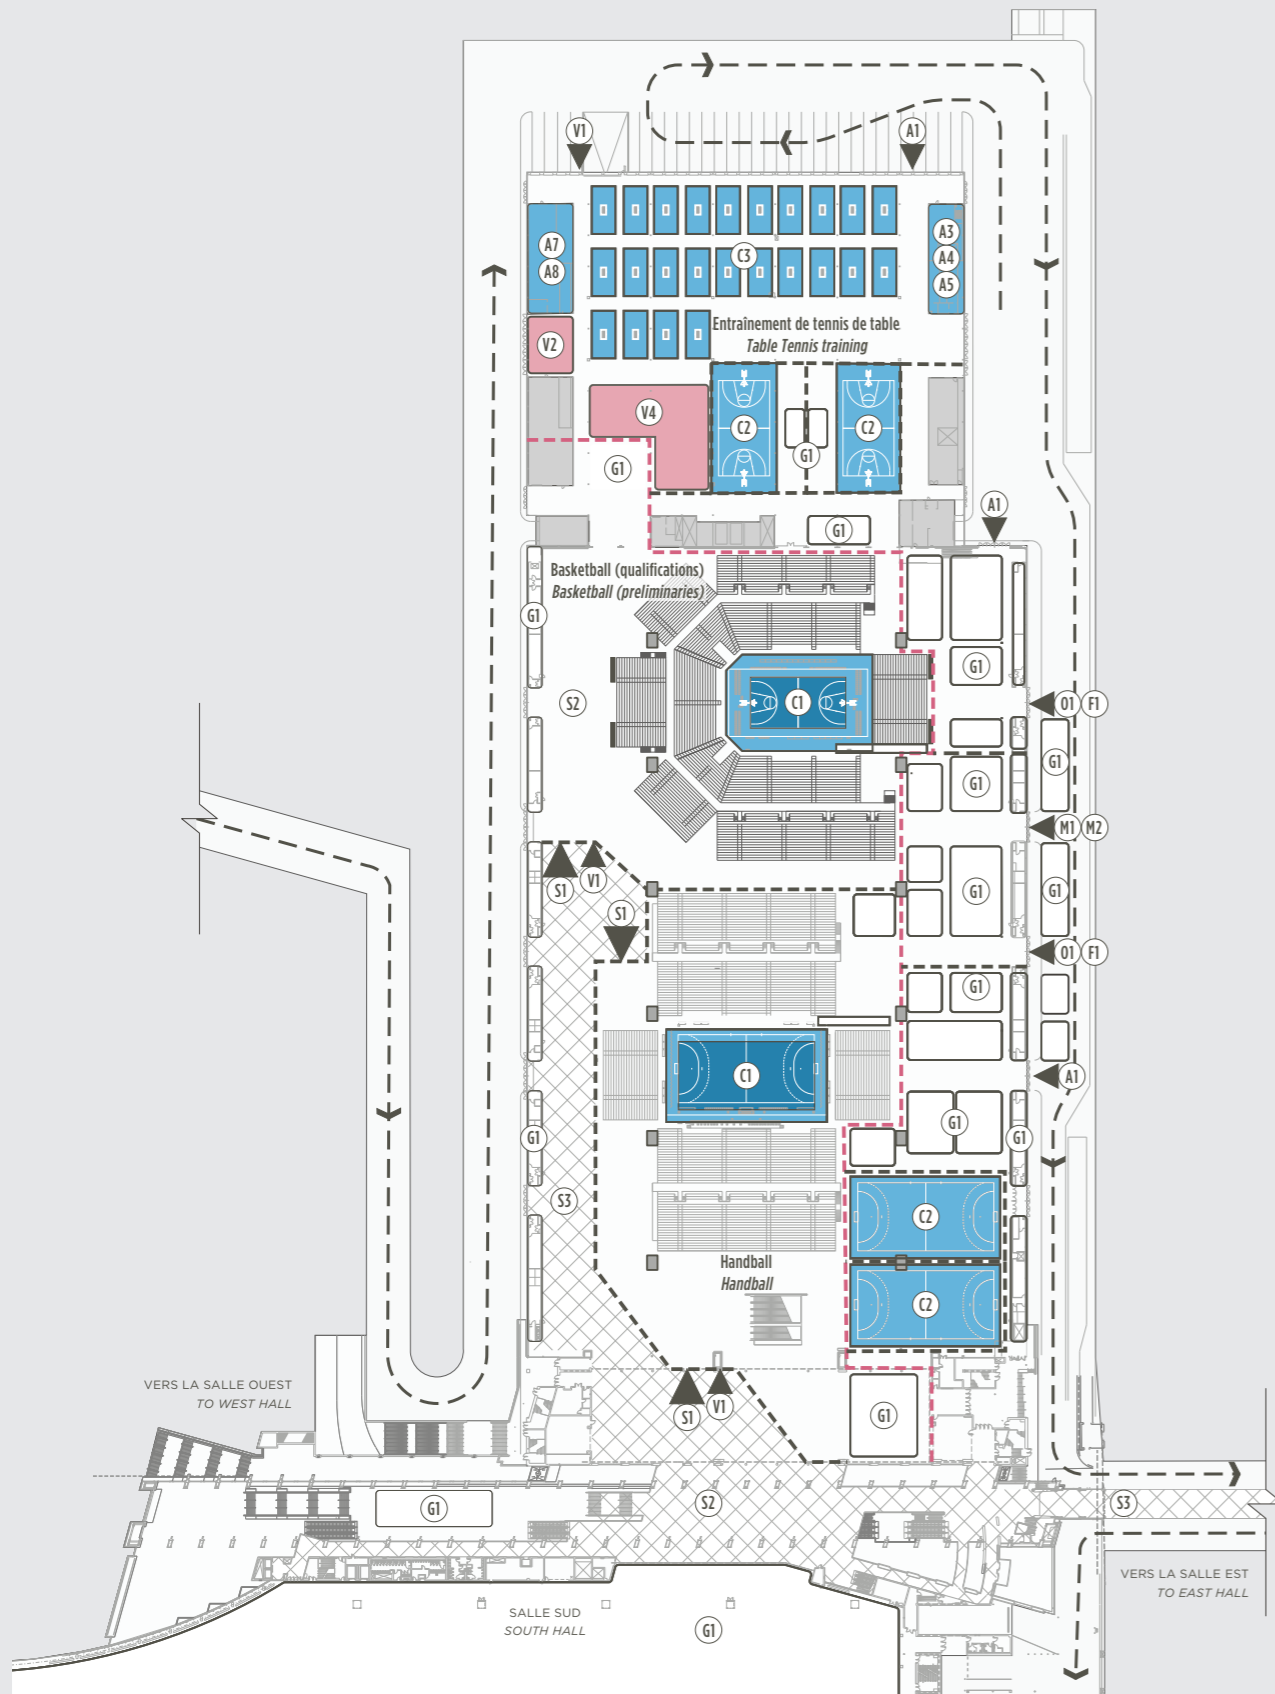 V1
A1
A7
A8
C3
A3
A4
A5
Entraînement de tennis de table
Table Tennis training
V2
V4
C2
C2
G1
G1
G1
A1
Basketball (qualifications)
Basketball (preliminaries)
G1
G1
S2
C1
O1 F1
G1
G1
M1 M2
S1
V1
S1
G1
G1
O1 F1
G1
C1
A1
G1
G1
G1
S3
C2
Handball
Handball
C2
VERS LA SALLE OUEST
TO WEST HALL
S1
V1
G1
G1
S2
S3
VERS LA SALLE EST
TO EAST HALL
SALLE SUD
SOUTH HALL
G1